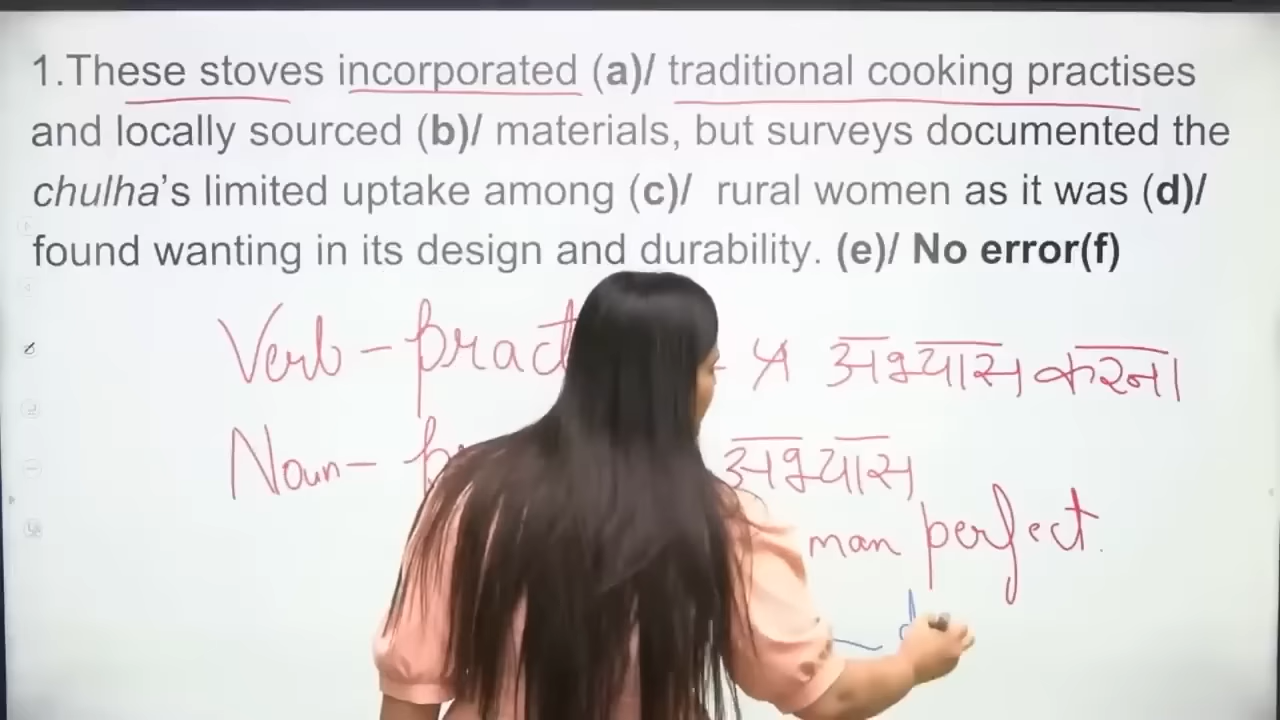 1.These stoves incorporated (a)/ traditional cooking practises
and locally sourced (b)/ materials, but surveys documented the
chulha's limited uptake among (c)/ rural women as it was (d)/
found wanting in its design and durability. (e)/ No error(f)
Verb - अभ्यास करना
Noun - अभ्यास
man perfect.